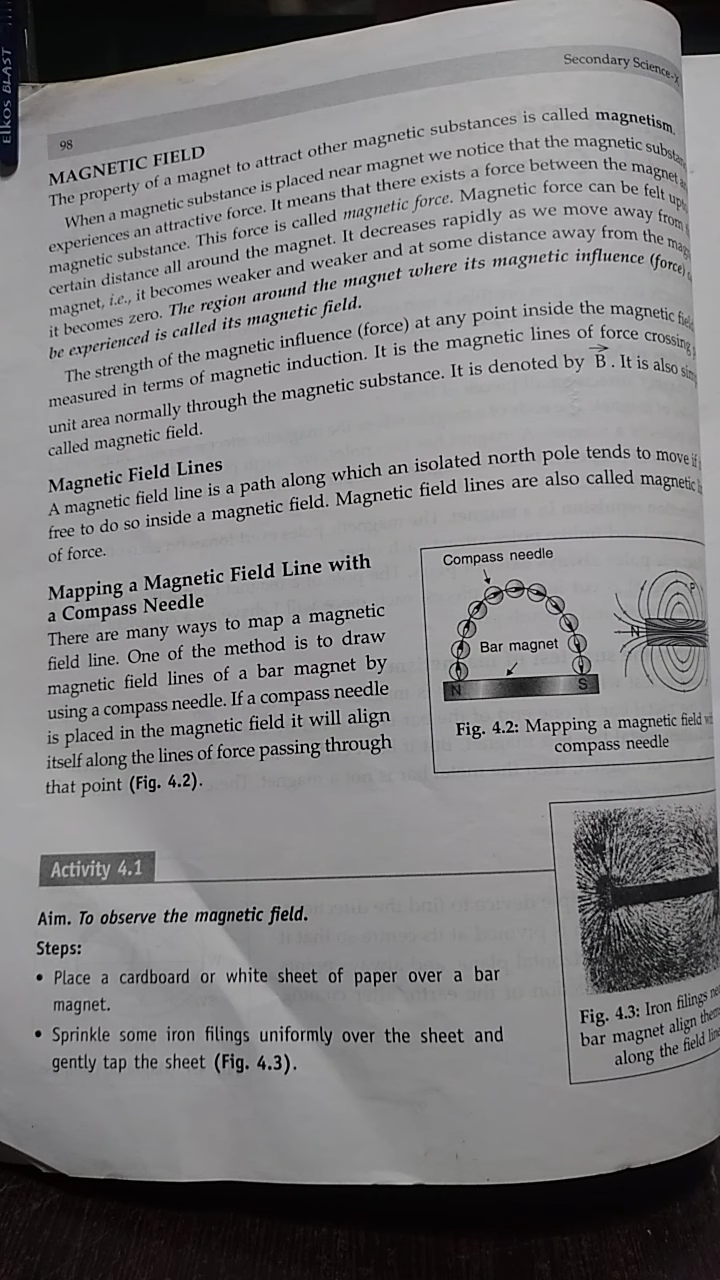 Elkos BLAST
Secondary Science-X
98
MAGNETIC FIELD
The property of a magnet to attract other magnetic substances is called magnetism.
When a magnetic substance is placed near magnet we notice that the magnetic
experiences an attractive force. It means that there exists a force between the magnet
magnetic substance. This force is called magnetic force. Magnetic force can be felt
certain distance all around the magnet. It decreases rapidly as we move away from
magnet, i.e., it becomes weaker and weaker and at some distance away from the
it becomes zero. The region around the magnet where its magnetic influence (force)
be experienced is called its magnetic field.
The strength of the magnetic influence (force) at any point inside the magnetic
measured in terms of magnetic induction. It is the magnetic lines of force crossing
unit area normally through the magnetic substance. It is denoted by B⃗. It is also
called magnetic field.
Magnetic Field Lines
A magnetic field line is a path along which an isolated north pole tends to move if
free to do so inside a magnetic field. Magnetic field lines are also called magnetic
of force.
Mapping a Magnetic Field Line with
a Compass Needle
There are many ways to map a magnetic
field line. One of the method is to draw
magnetic field lines of a bar magnet by
using a compass needle. If a compass needle
is placed in the magnetic field it will align
itself along the lines of force passing through
that point (Fig. 4.2).
Compass needle
Bar magnet
N
S
P
N
Fig. 4.2: Mapping a magnetic field
compass needle
Activity 4.1
Aim. To observe the magnetic field.
Steps:
• Place a cardboard or white sheet of paper over a bar
magnet.
• Sprinkle some iron filings uniformly over the sheet and
gently tap the sheet (Fig. 4.3).
Fig. 4.3: Iron filings
bar magnet align
along the field